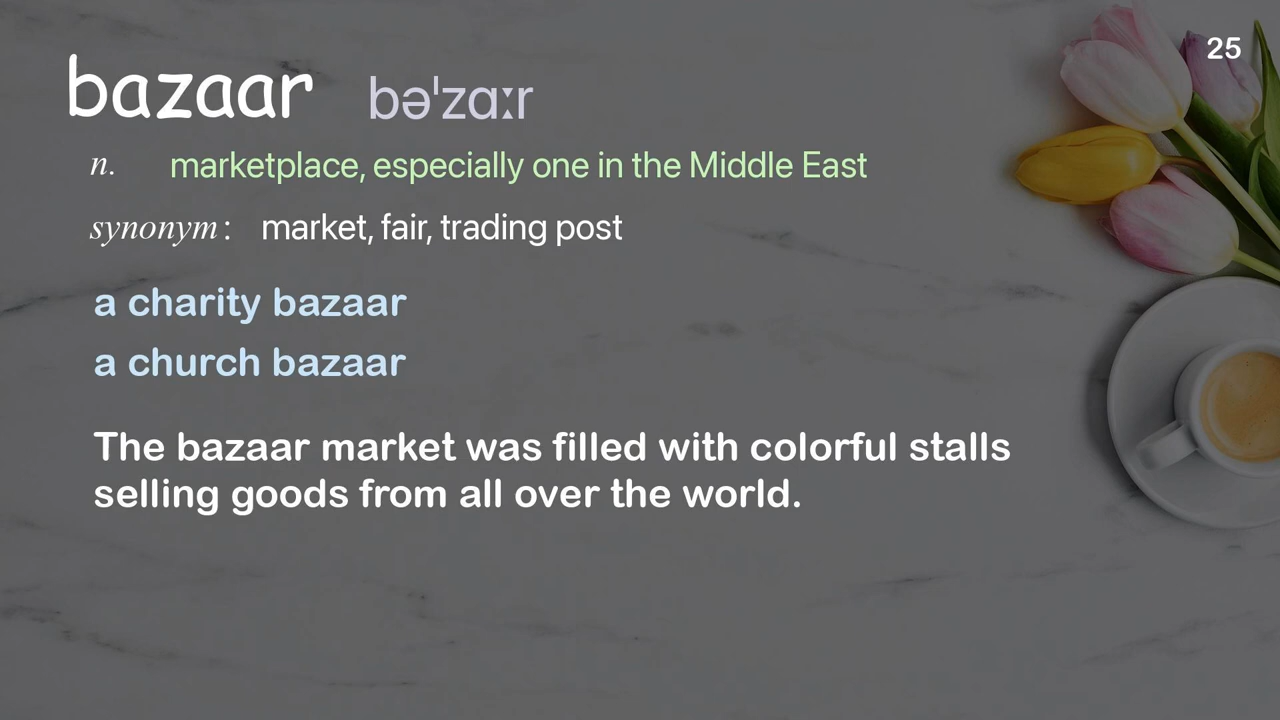 25
bazaar bəˈzɑːr
n. marketplace, especially one in the Middle East
synonym: market, fair, trading post
a charity bazaar
a church bazaar
The bazaar market was filled with colorful stalls
selling goods from all over the world.